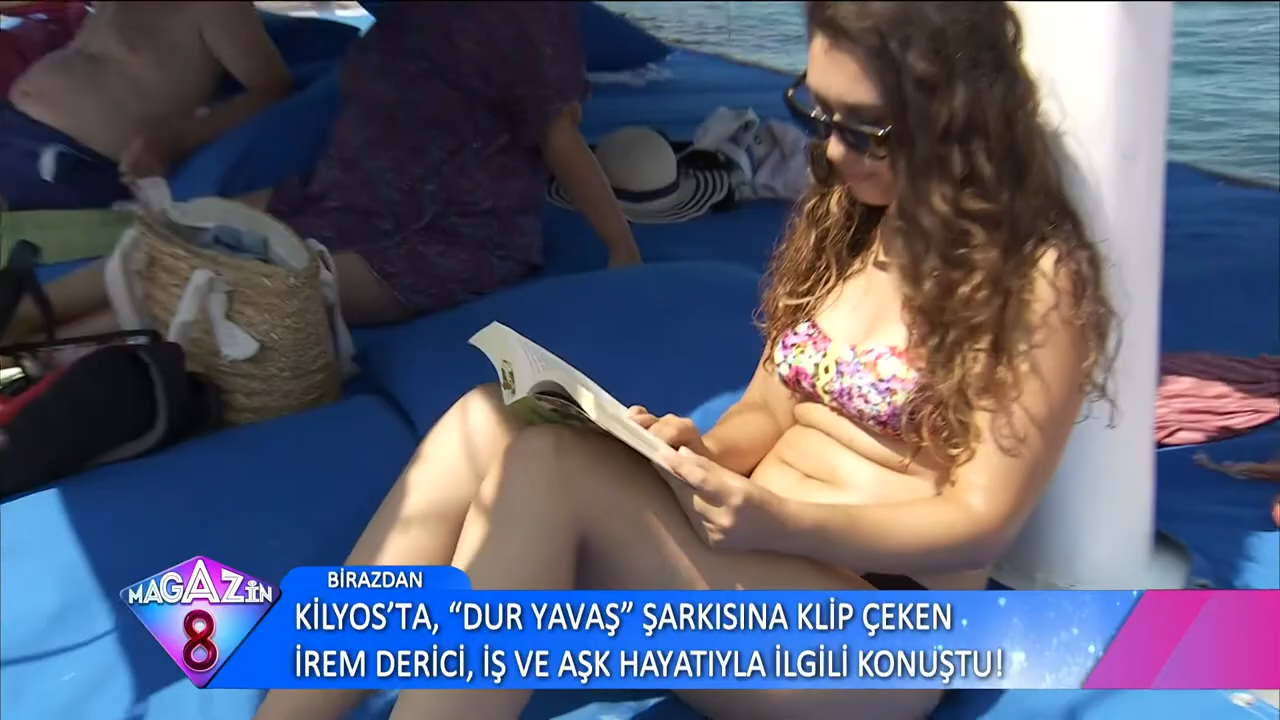 MAGAZİN
8
BİRAZDAN
KİLYOS'TA, “DUR YAVAŞ” ŞARKISINA KLİP ÇEKEN
İREM DERİCİ, İŞ VE AŞK HAYATIYLA İLGİLİ KONUŞTU!